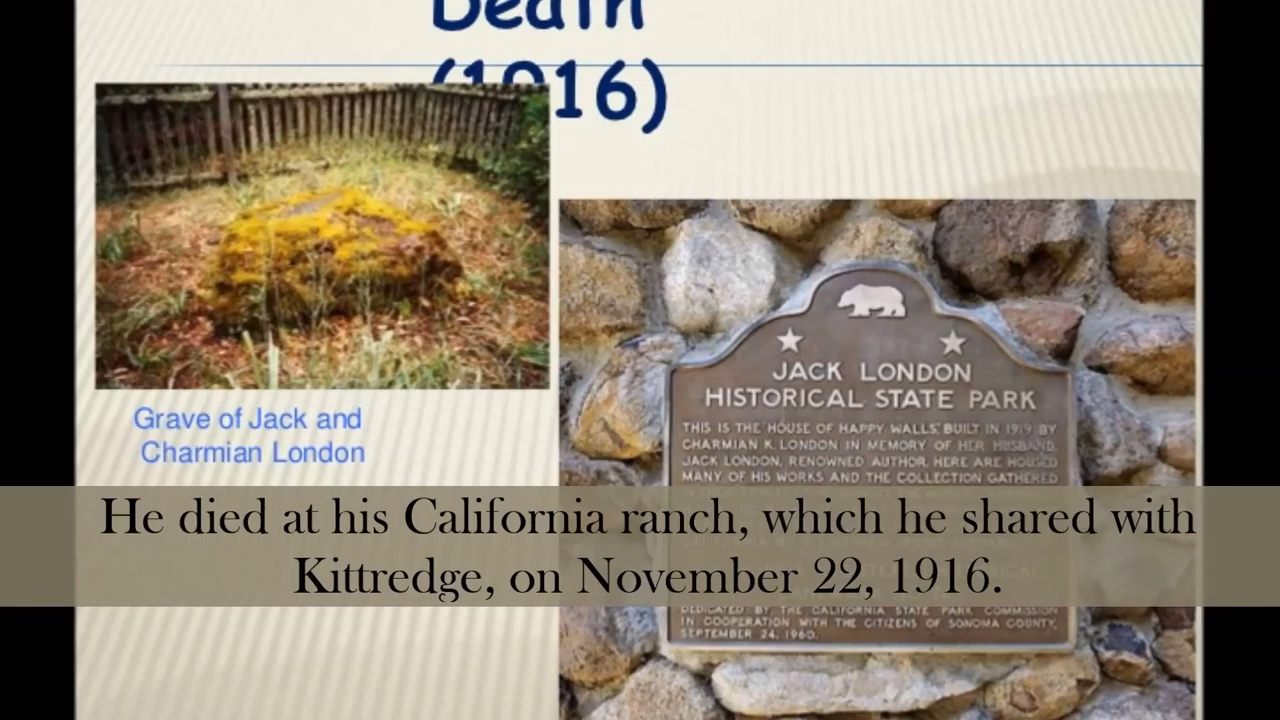 Death
(1916)
JACK LONDON
HISTORICAL STATE PARK
THIS IS THE "HOUSE OF HAPPY WALLS," BUILT IN 1919 BY
CHARMIAN K. LONDON IN MEMORY OF HER HUSBAND,
JACK LONDON, RENOWNED AUTHOR. HERE ARE HOUSED
MANY OF HIS WORKS AND THE COLLECTION GATHERED
Grave of Jack and
Charmian London
He died at his California ranch, which he shared with
Kittredge, on November 22, 1916.
DEDICATED BY THE CALIFORNIA STATE PARK COMMISSION
IN COOPERATION WITH THE CITIZENS OF SONOMA COUNTY,
SEPTEMBER 24, 1960.